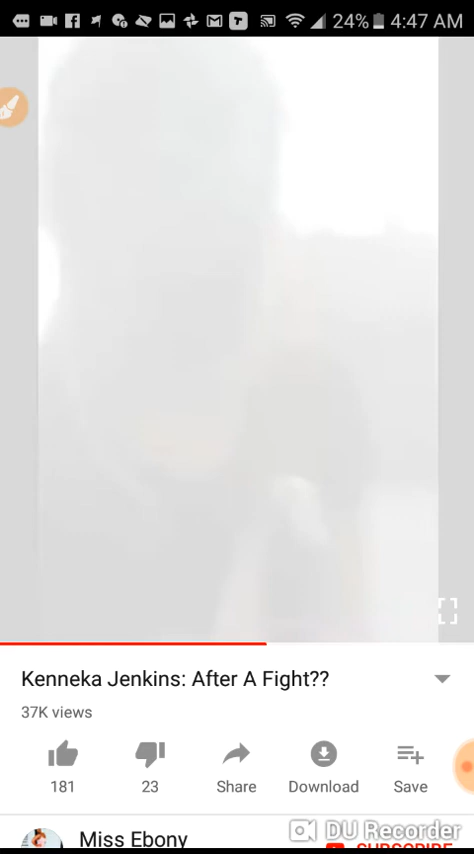 24% 4:47 AM
Kenneka Jenkins: After A Fight??
37K views
181 23 Share Download Save
Miss Ebony
SUBSCRIBE
DU Recorder